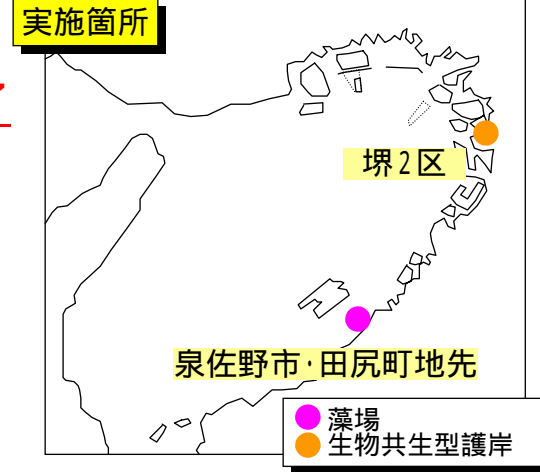 実施箇所
堺2区
泉佐野市・田尻町地先
藻場
生物共生型護岸